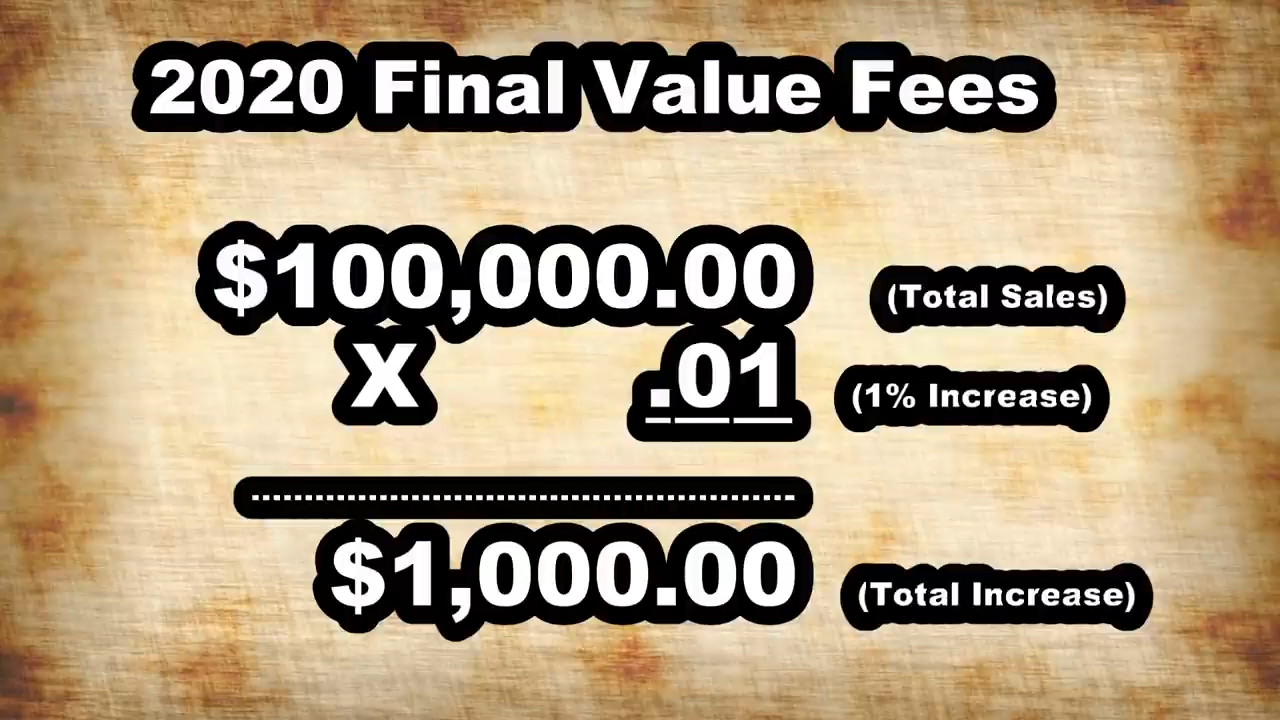 2020 Final Value Fees
$100,000.00 (Total Sales)
X .01 (1% Increase)
$1,000.00 (Total Increase)